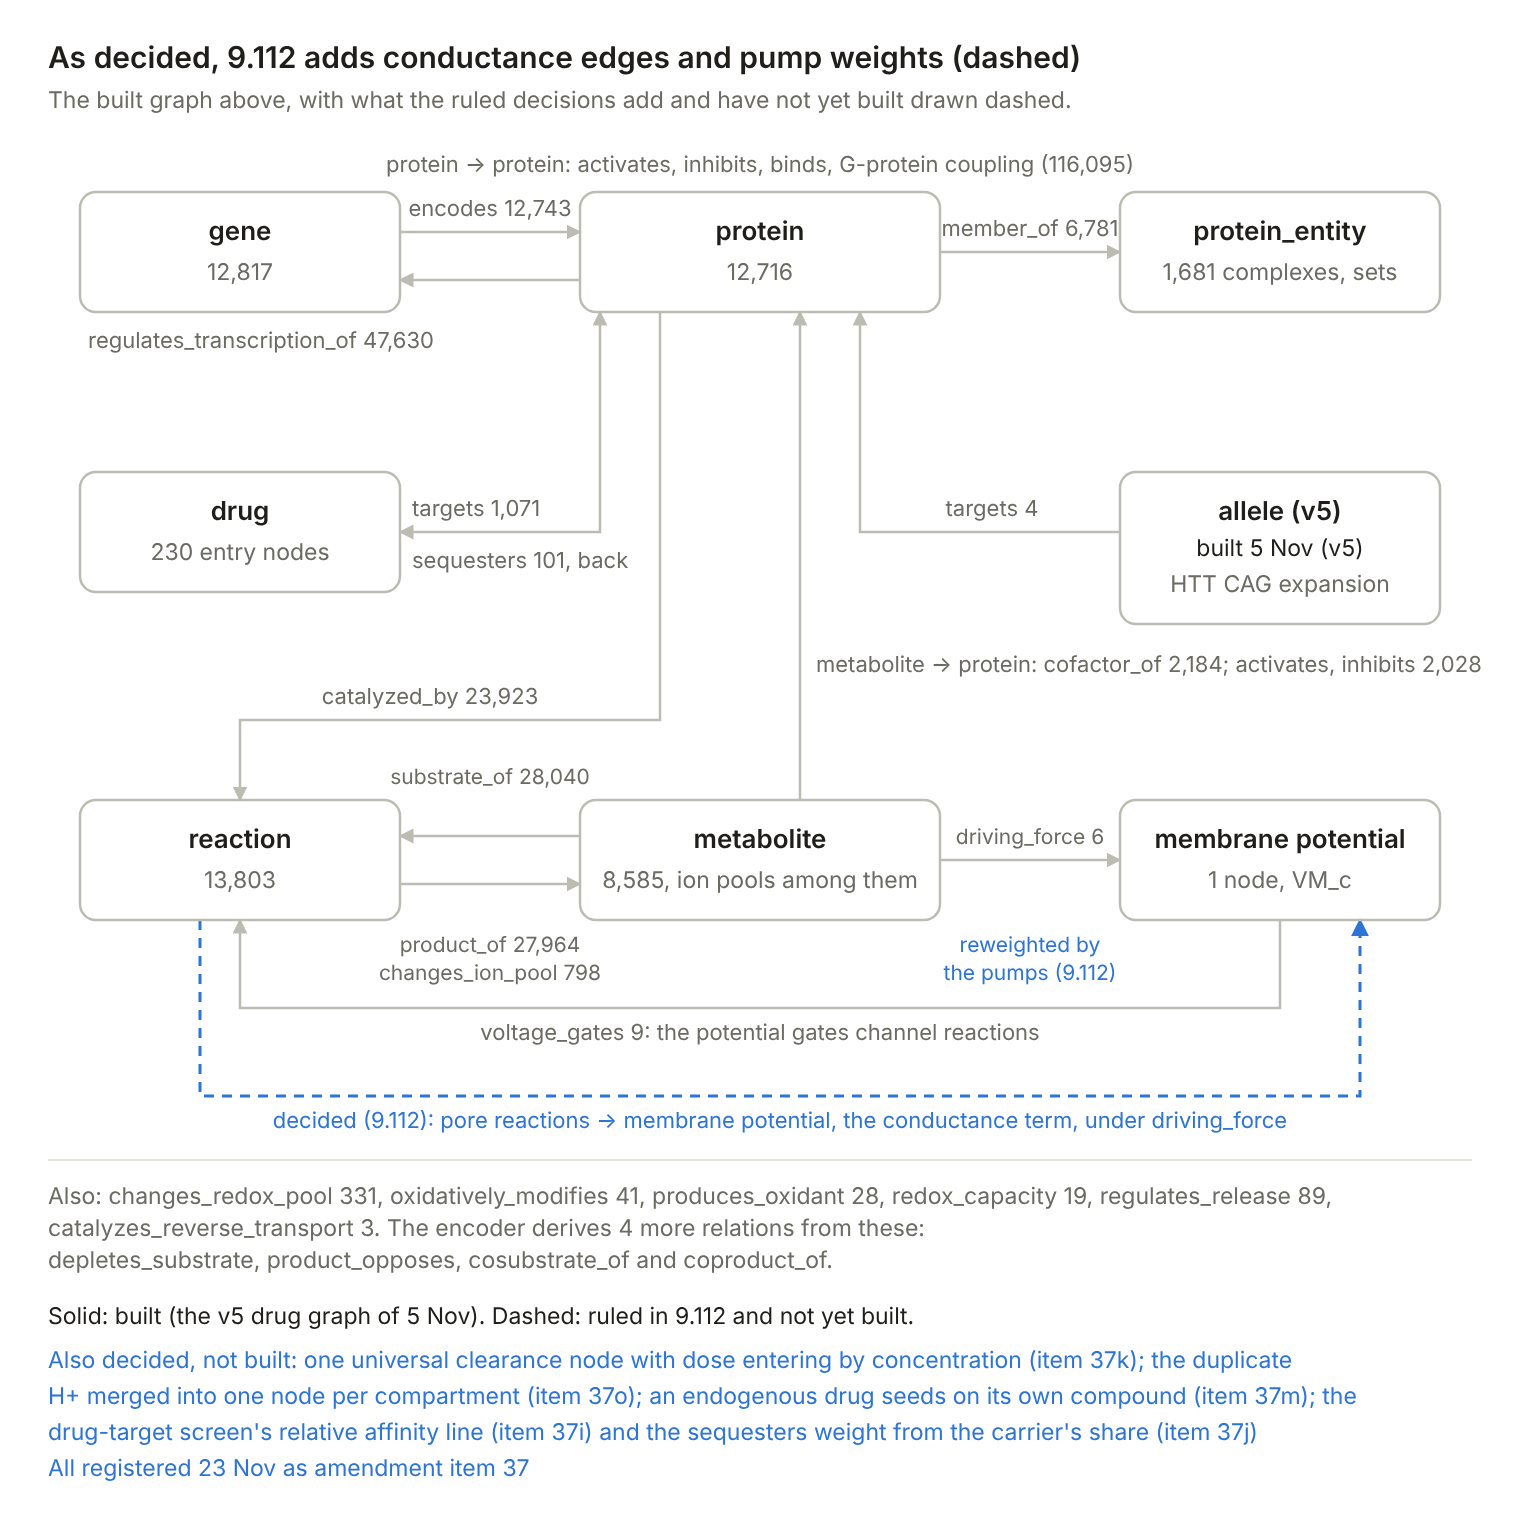 As decided, 9.112 adds conductance edges and pump weights (dashed)
The built graph above, with what the ruled decisions add and have not yet built drawn dashed.
protein → protein: activates, inhibits, binds, G-protein coupling (116,095)
gene
12,817
encodes 12,743
protein
12,716
member_of 6,781
protein_entity
1,681 complexes, sets
regulates_transcription_of 47,630
drug
230 entry nodes
targets 1,071
sequesters 101, back
targets 4
allele (v5)
built 5 Nov (v5)
HTT CAG expansion
metabolite → protein: cofactor_of 2,184; activates, inhibits 2,028
catalyzed_by 23,923
substrate_of 28,040
reaction
13,803
metabolite
8,585, ion pools among them
driving_force 6
membrane potential
1 node, VM_c
product_of 27,964
changes_ion_pool 798
reweighted by
the pumps (9.112)
voltage_gates 9: the potential gates channel reactions
decided (9.112): pore reactions → membrane potential, the conductance term, under driving_force
Also: changes_redox_pool 331, oxidatively_modifies 41, produces_oxidant 28, redox_capacity 19, regulates_release 89,
catalyzes_reverse_transport 3. The encoder derives 4 more relations from these:
depletes_substrate, product_opposes, cosubstrate_of and coproduct_of.
Solid: built (the v5 drug graph of 5 Nov). Dashed: ruled in 9.112 and not yet built.
Also decided, not built: one universal clearance node with dose entering by concentration (item 37k); the duplicate
H+ merged into one node per compartment (item 37o); an endogenous drug seeds on its own compound (item 37m); the
drug-target screen's relative affinity line (item 37i) and the sequesters weight from the carrier's share (item 37j)
All registered 23 Nov as amendment item 37